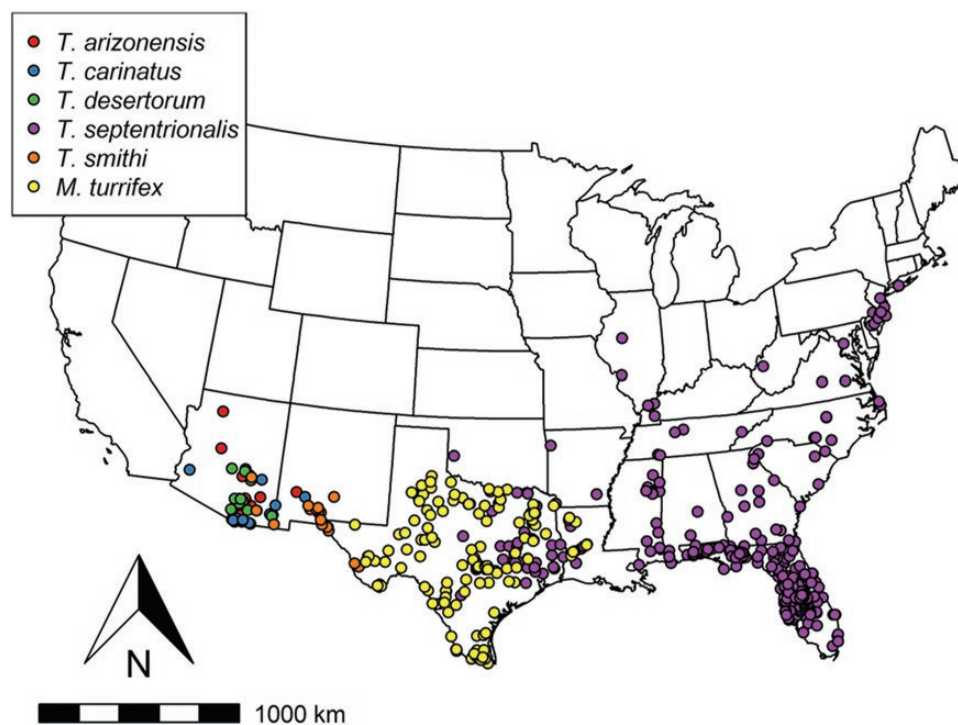 T. arizonensis
T. carinatus
T. desertorum
T. septentrionalis
T. smithi
M. turrifex
N
1000 km